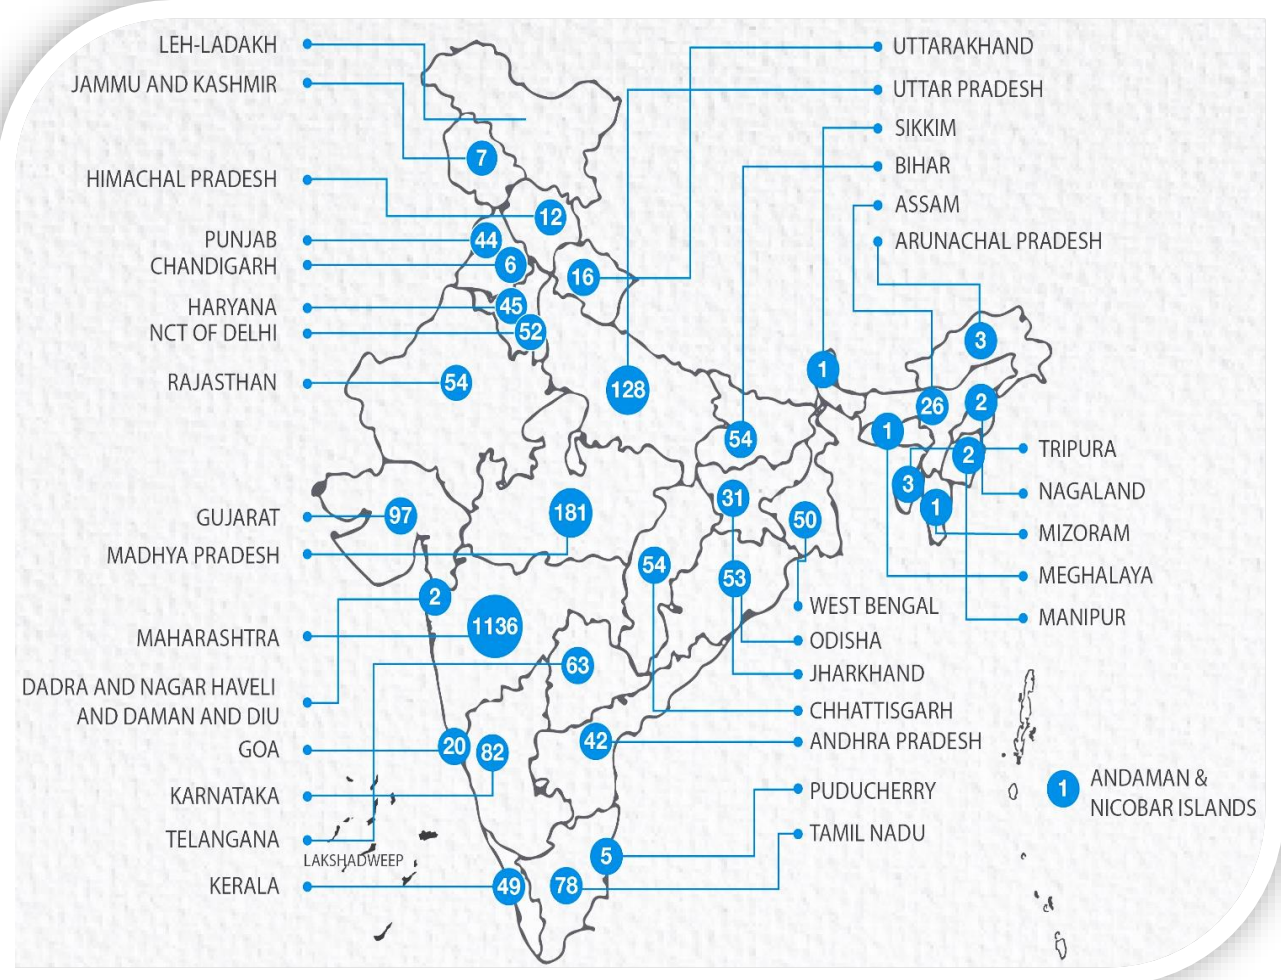 LEH-LADAKH
JAMMU AND KASHMIR
7
HIMACHAL PRADESH
12
PUNJAB
44
CHANDIGARH
6
HARYANA
45
NCT OF DELHI
52
RAJASTHAN
54
GUJARAT
97
MADHYA PRADESH
181
2
MAHARASHTRA
1136
DADRA AND NAGAR HAVELI
AND DAMAN AND DIU
GOA
20
KARNATAKA
82
TELANGANA
63
LAKSHADWEEP
KERALA
49
UTTARAKHAND
16
UTTAR PRADESH
128
SIKKIM
1
BIHAR
54
ASSAM
26
ARUNACHAL PRADESH
3
TRIPURA
3
NAGALAND
2
MIZORAM
1
MEGHALAYA
1
MANIPUR
2
WEST BENGAL
50
ODISHA
53
JHARKHAND
31
CHHATTISGARH
54
ANDHRA PRADESH
42
PUDUCHERRY
5
TAMIL NADU
78
1
ANDAMAN &
NICOBAR ISLANDS